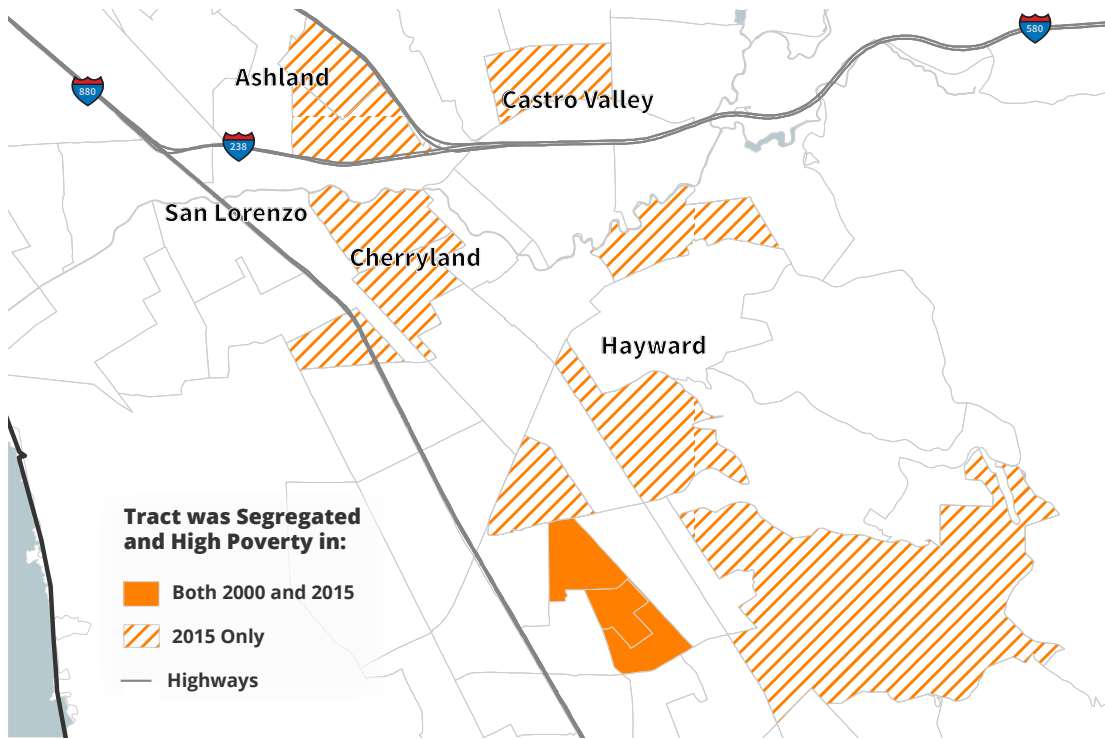 580
Ashland
880
Castro Valley
238
San Lorenzo
Cherryland
Hayward
Tract was Segregated
and High Poverty in:
Both 2000 and 2015
2015 Only
Highways